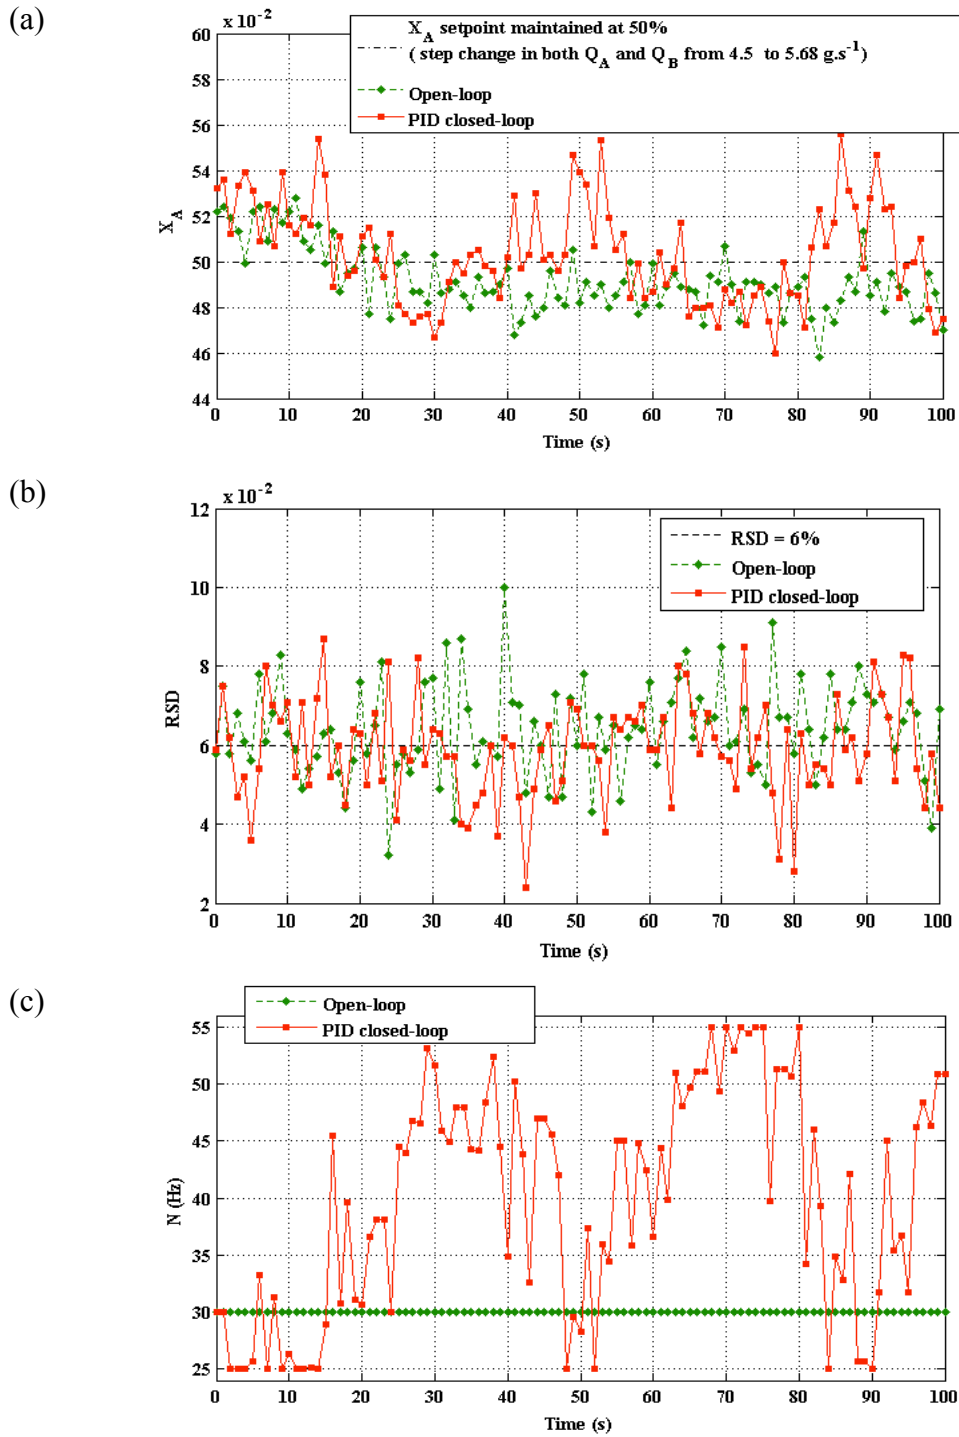 (a)
x 10-2
X_A setpoint maintained at 50%
( step change in both Q_A and Q_B from 4.5 to 5.68 g.s-1)
Open-loop
PID closed-loop
60
58
56
54
52
50
48
46
44
X_A
0 10 20 30 40 50 60 70 80 90 100
Time (s)
(b)
x 10-2
RSD = 6%
Open-loop
PID closed-loop
12
10
8
6
4
2
RSD
0 10 20 30 40 50 60 70 80 90 100
Time (s)
(c)
Open-loop
PID closed-loop
55
50
45
40
35
30
25
N (Hz)
0 10 20 30 40 50 60 70 80 90 100
Time (s)